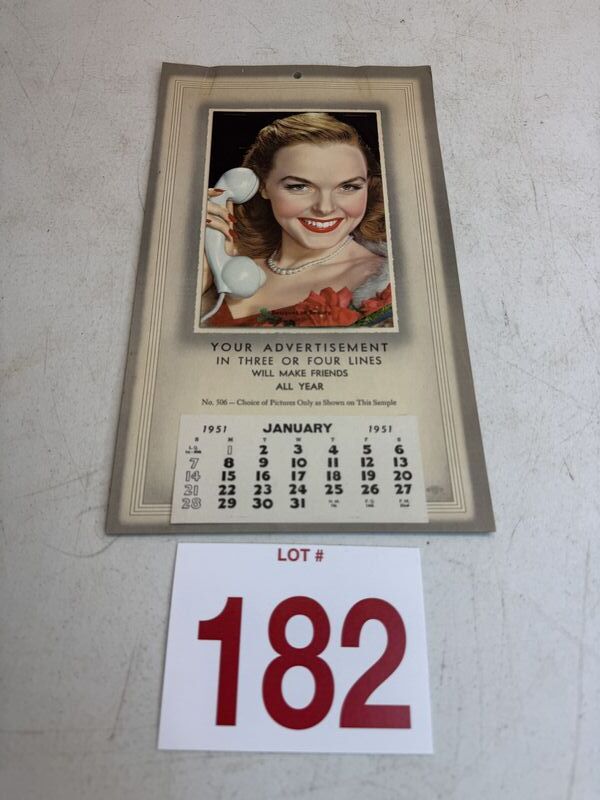 YOUR ADVERTISEMENT
IN THREE OR FOUR LINES
WILL MAKE FRIENDS
ALL YEAR
No. 506 — Choice of Pictures Only as Shown on This Sample
1951 JANUARY 1951
S M T W T F S
L.Q. 1 2 3 4 5 6
7 8 9 10 11 12 13
14 15 16 17 18 19 20
21 22 23 24 25 26 27
28 29 30 31 N.M. F.Q. F.M.
LOT #
182